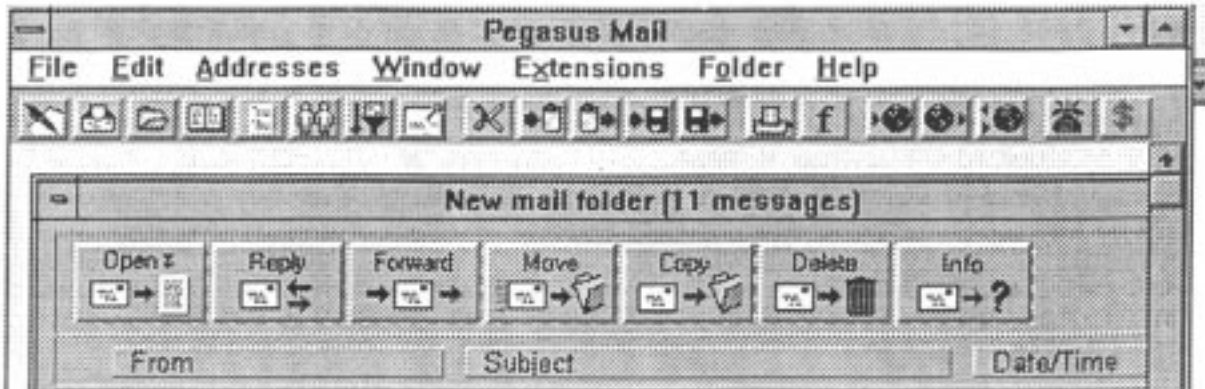 Pegasus Mail
File Edit Addresses Window Extensions Folder Help
f $
New mail folder (11 messages)
Open Reply Forward Move Copy Delete Info
?
From Subject Date/Time